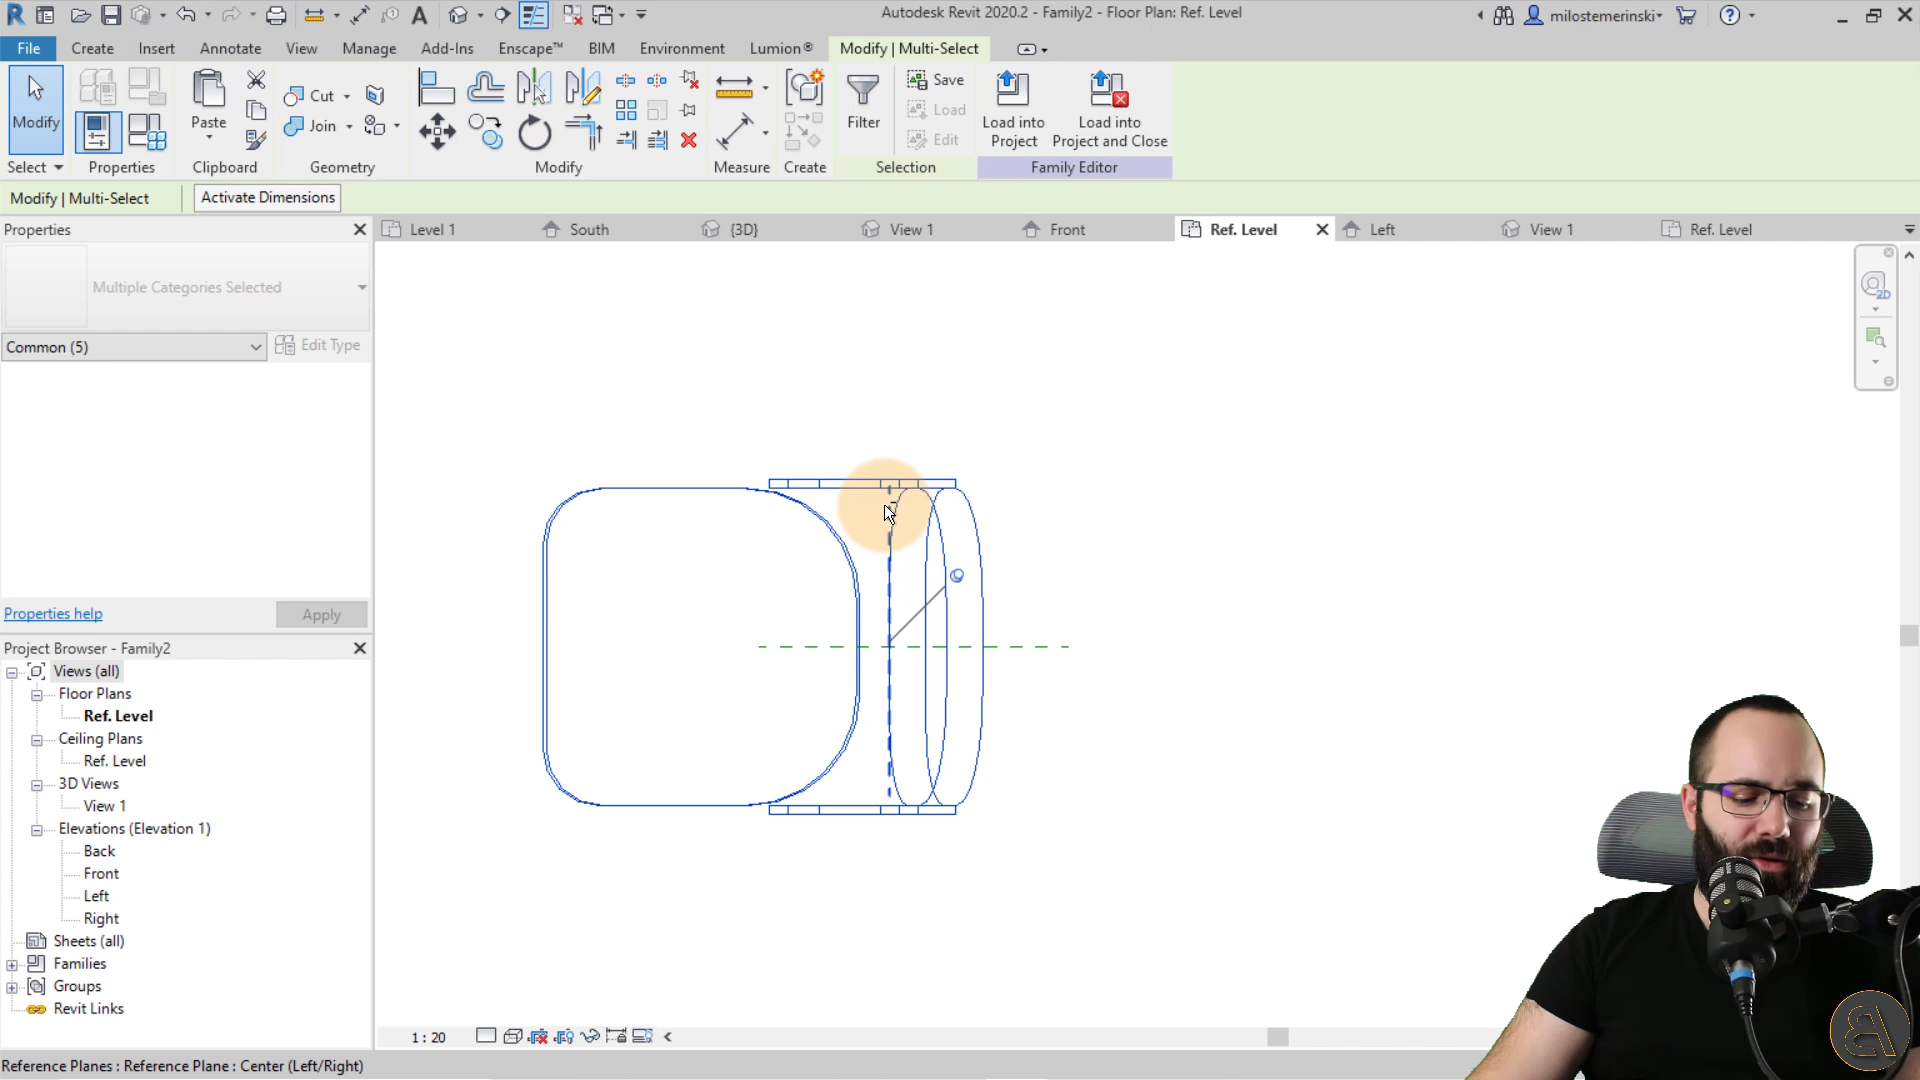 Autodesk Revit 2020.2 - Family2 - Floor Plan: Ref. Level
milostemerinski
File Create Insert Annotate View Manage Add-Ins Enscape™ BIM Environment Lumion® Modify | Multi-Select
Modify
Paste
Cut
Join
Filter
Save
Load
Edit
Load into Project
Load into Project and Close
Select Properties Clipboard Geometry Modify Measure Create Selection Family Editor
Modify | Multi-Select Activate Dimensions
Properties
Level 1 South {3D} View 1 Front Ref. Level Left View 1 Ref. Level
Multiple Categories Selected
Common (5) Edit Type
2D
Properties help Apply
Project Browser - Family2
Views (all)
Floor Plans
Ref. Level
Ceiling Plans
Ref. Level
3D Views
View 1
Elevations (Elevation 1)
Back
Front
Left
Right
Sheets (all)
Families
Groups
Revit Links
1 : 20
Reference Planes : Reference Plane : Center (Left/Right)